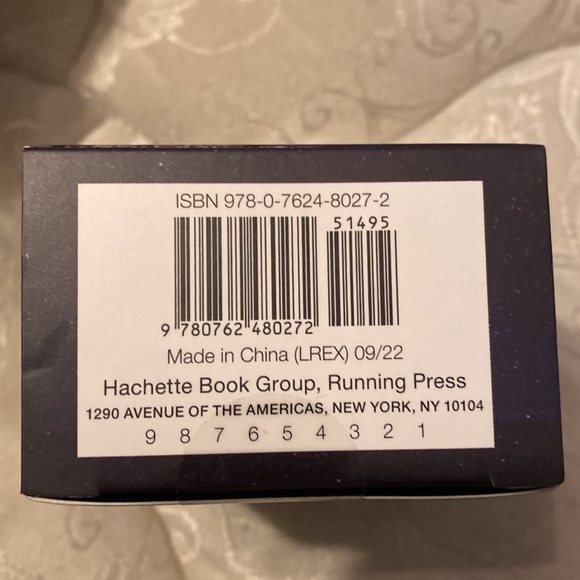 ISBN 978-0-7624-8027-2
51495
9 780762 480272
Made in China (LREX) 09/22
Hachette Book Group, Running Press
1290 AVENUE OF THE AMERICAS, NEW YORK, NY 10104
9 8 7 6 5 4 3 2 1